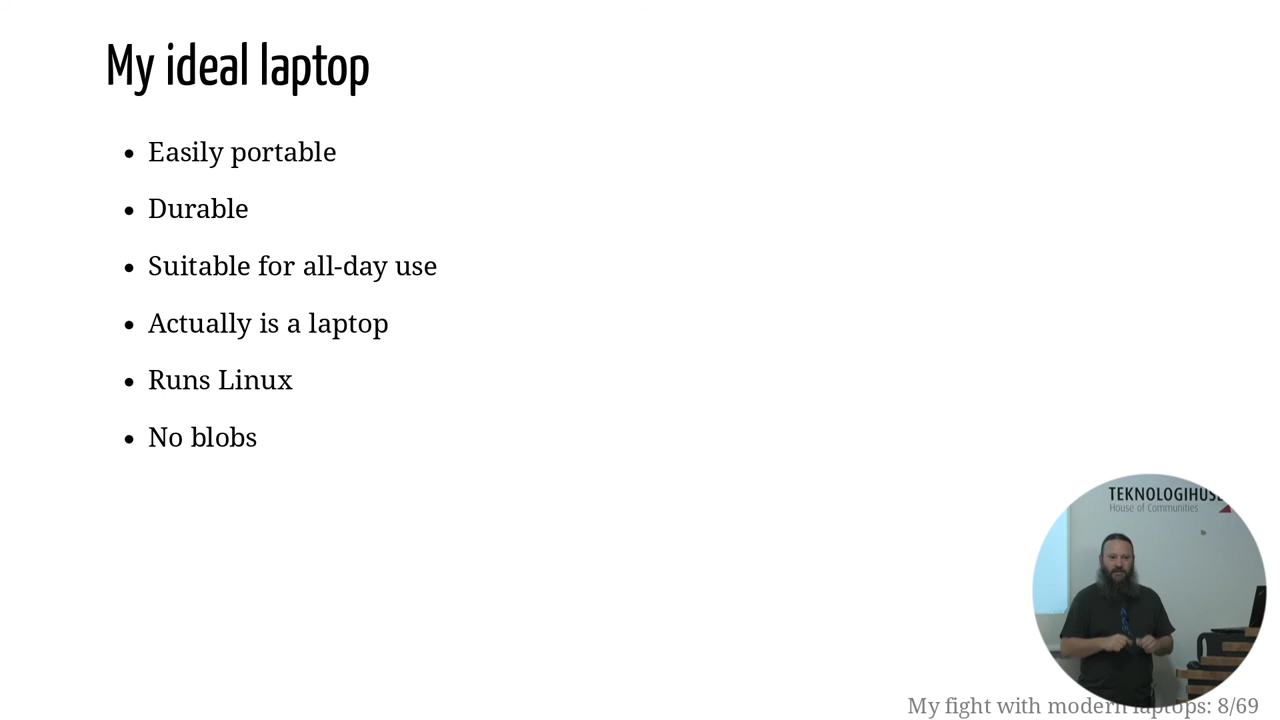 My ideal laptop
Easily portable
Durable
Suitable for all-day use
Actually is a laptop
Runs Linux
No blobs
House of Communities
My fight with modern laptops: 8/69